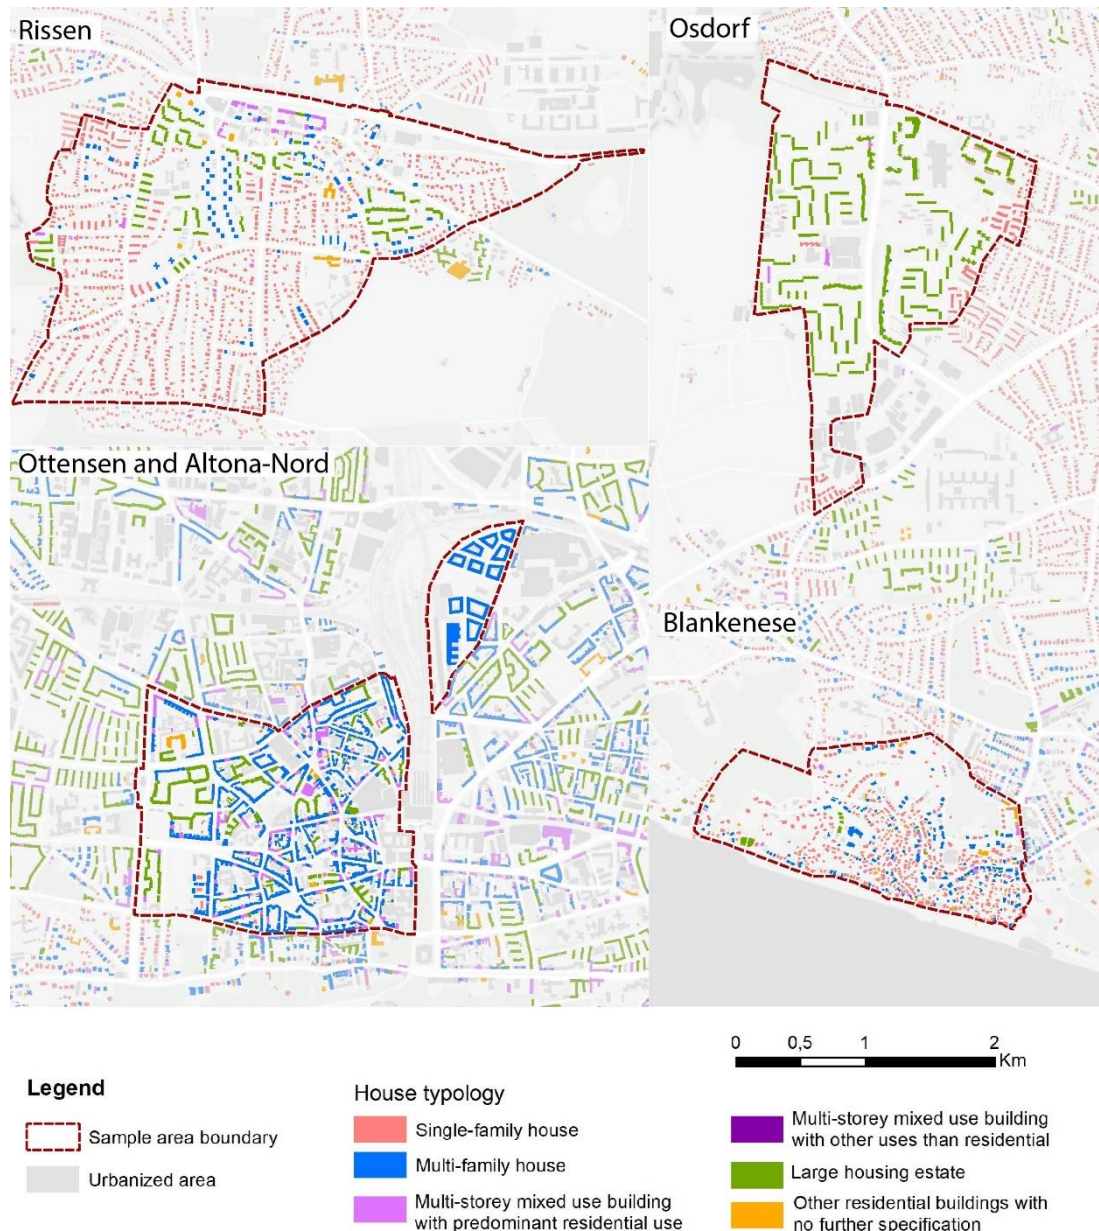 Rissen
Osdorf
Ottensen and Altona-Nord
Blankenese
0 0,5 1 2
Km
Legend
Sample area boundary
Urbanized area
House typology
Single-family house
Multi-family house
Multi-storey mixed use building
with predominant residential use
Multi-storey mixed use building
with other uses than residential
Large housing estate
Other residential buildings with
no further specification